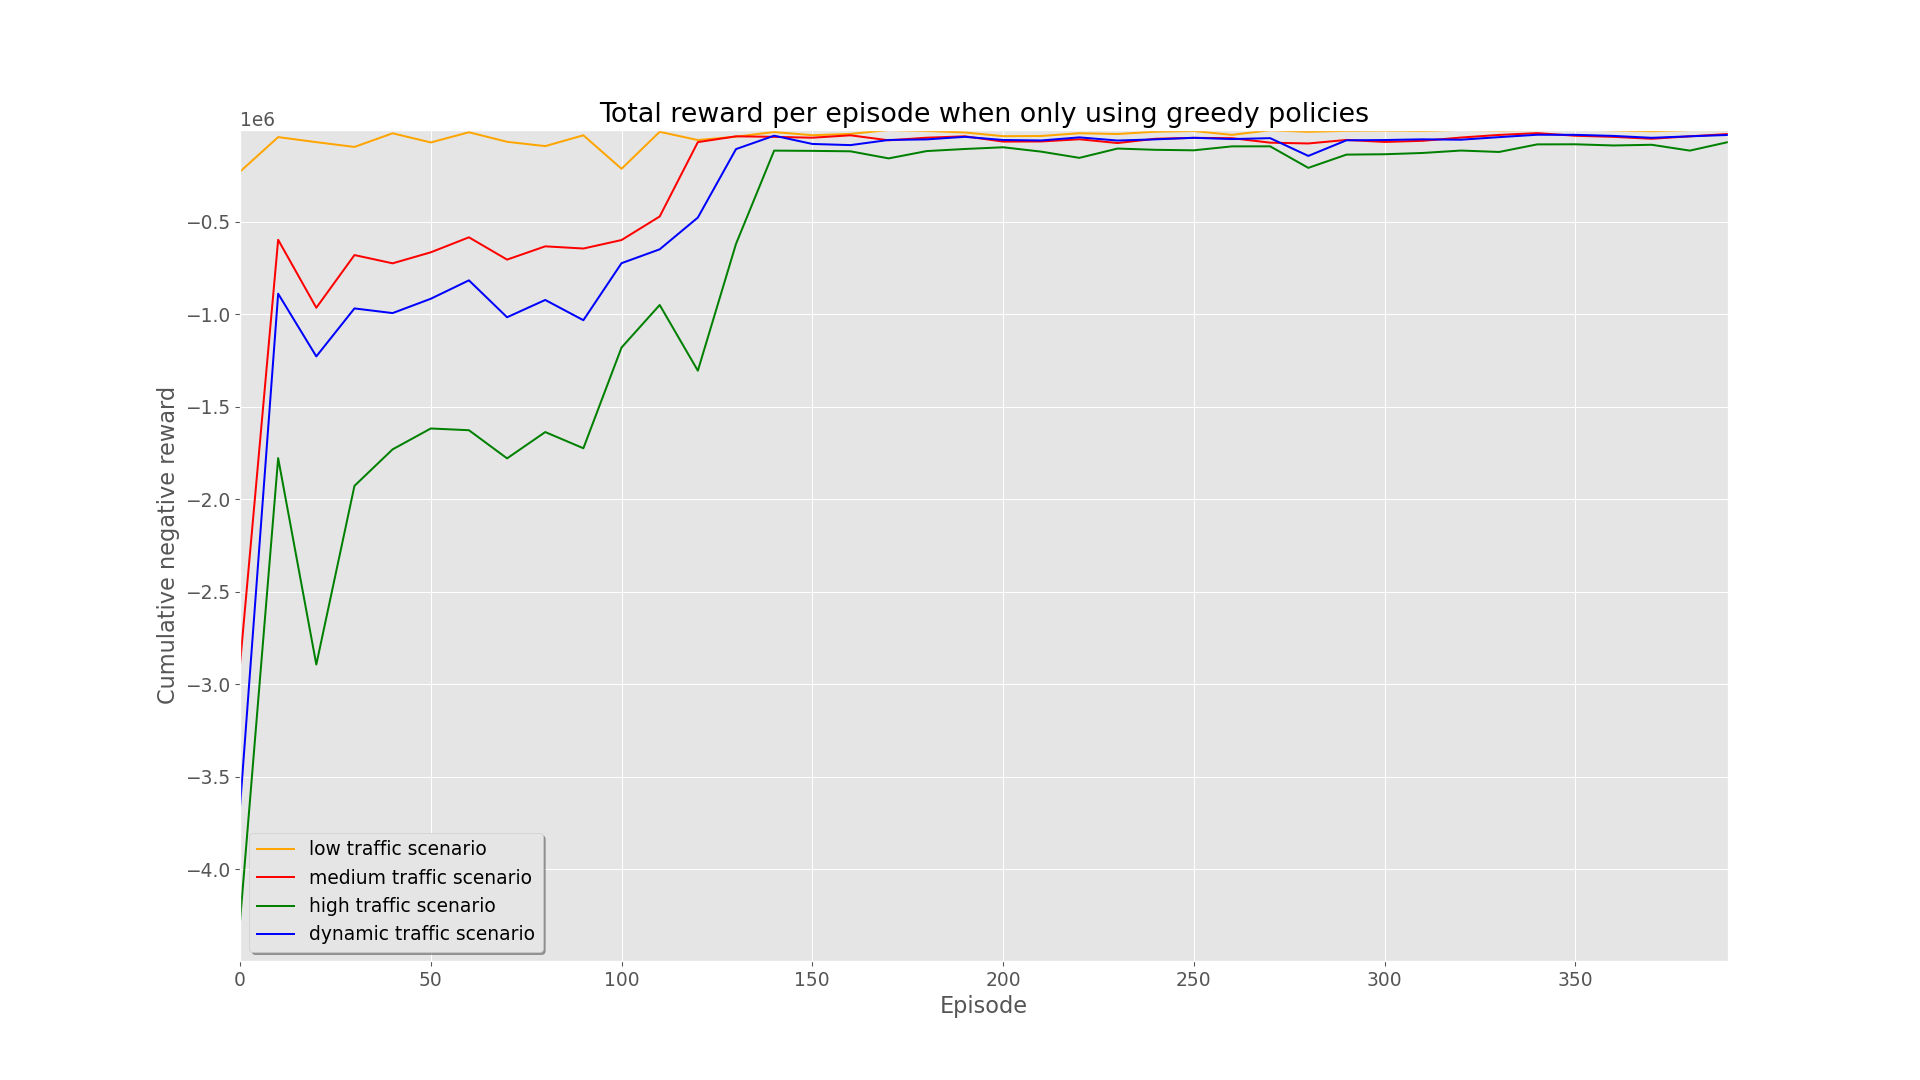 Total reward per episode when only using greedy policies
1e6
−0.5
−1.0
−1.5
−2.0
−2.5
−3.0
−3.5
−4.0
Cumulative negative reward
low traffic scenario
medium traffic scenario
high traffic scenario
dynamic traffic scenario
0 50 100 150 200 250 300 350
Episode